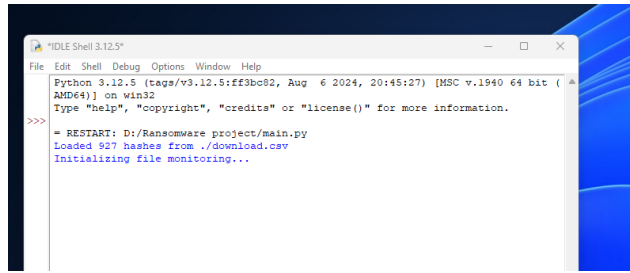 *IDLE Shell 3.12.5*
File Edit Shell Debug Options Window Help
Python 3.12.5 (tags/v3.12.5:ff3bc82, Aug  6 2024, 20:45:27) [MSC v.1940 64 bit (
AMD64)] on win32
Type "help", "copyright", "credits" or "license()" for more information.
>>>
= RESTART: D:/Ransomware project/main.py
Loaded 927 hashes from ./download.csv
Initializing file monitoring...